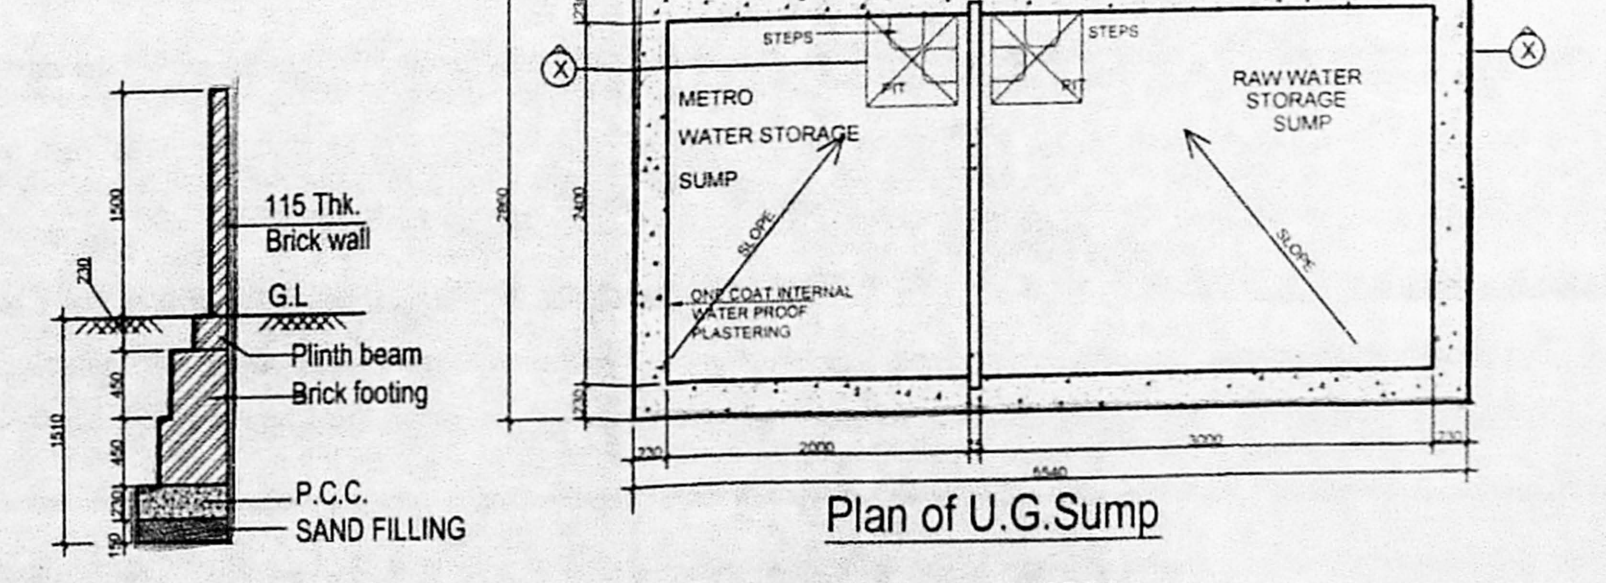 1500
230
115 Thk.
Brick wall
G.L
Plinth beam
Brick footing
450
450
1510
230
150
P.C.C.
SAND FILLING
230
2860
2400
230
X
STEPS
PIT
METRO
WATER STORAGE
SUMP
SLOPE
ONE COAT INTERNAL
WATER PROOF
PLASTERING
STEPS
PIT
RAW WATER
STORAGE
SUMP
SLOPE
X
230
2000
3000
230
5540
Plan of U.G.Sump